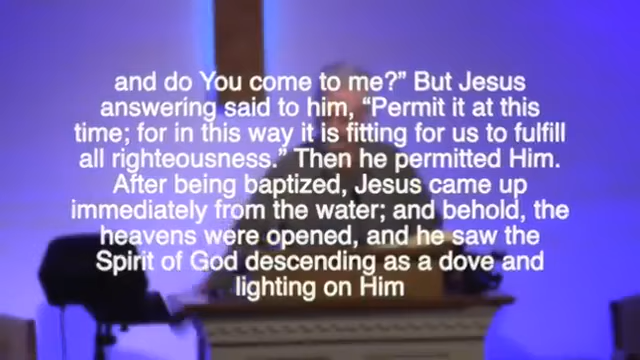 and do You come to me?” But Jesus
answering said to him, “Permit it at this
time; for in this way it is fitting for us to fulfill
all righteousness.” Then he permitted Him.
After being baptized, Jesus came up
immediately from the water; and behold, the
heavens were opened, and he saw the
Spirit of God descending as a dove and
lighting on Him